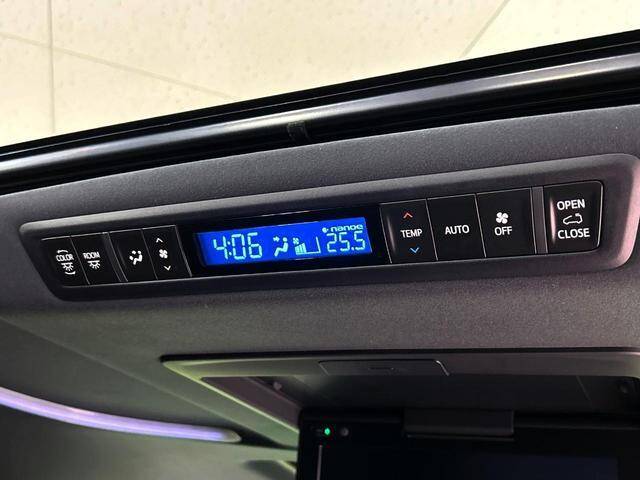 COLOR
ROOM
4:06
nanoe
25.5
TEMP
AUTO
OFF
OPEN
CLOSE